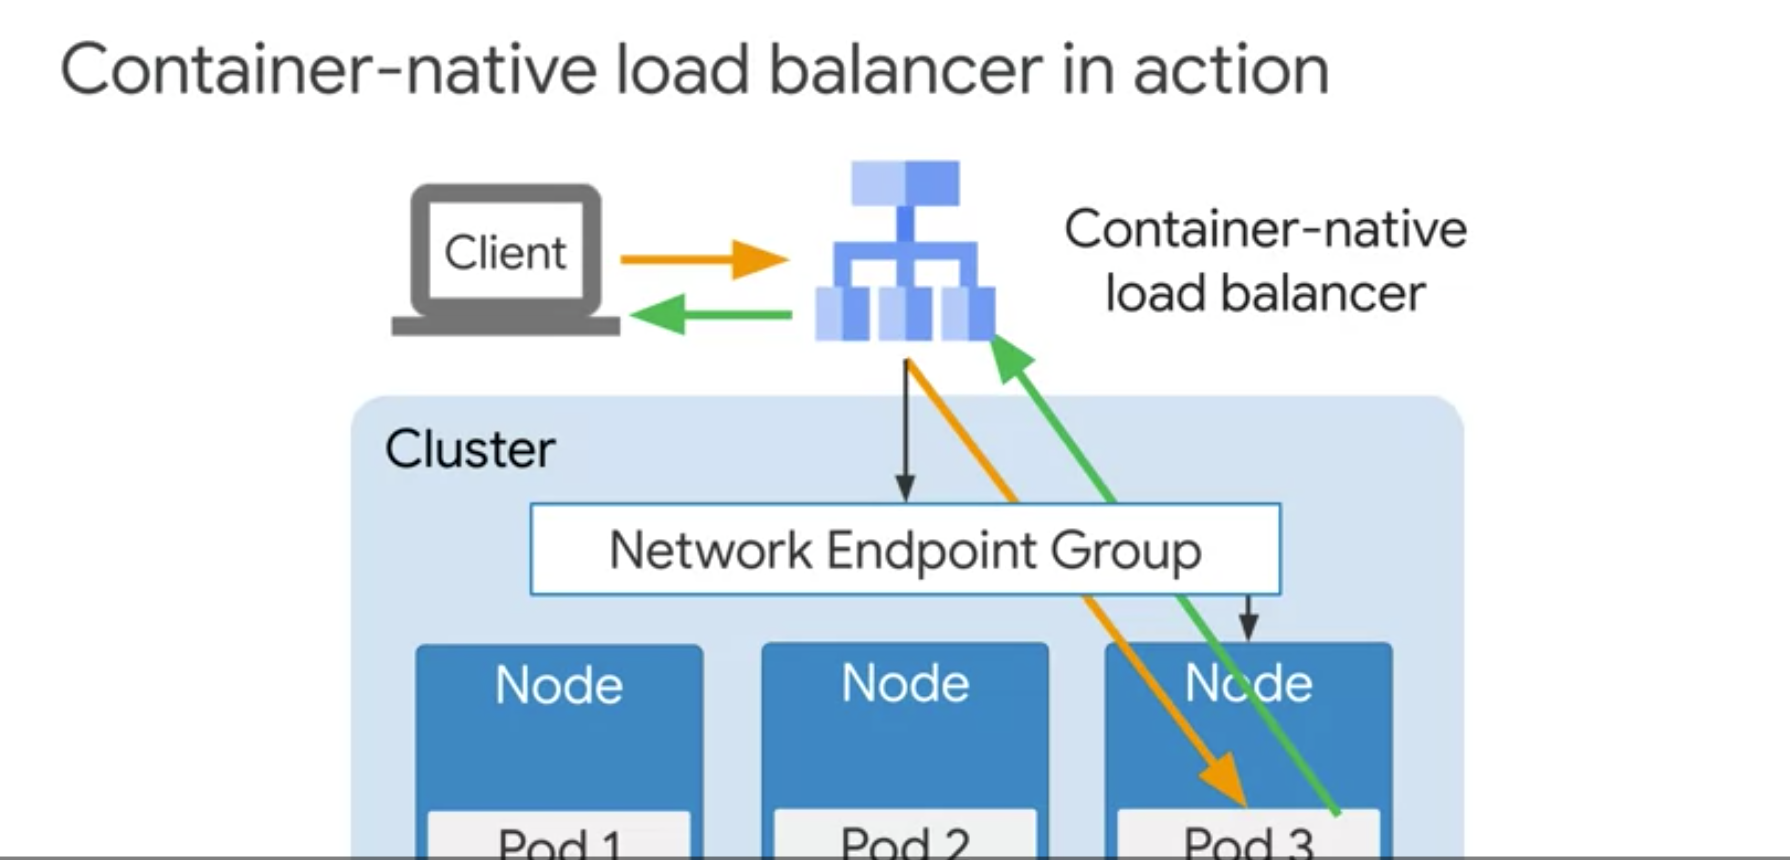 Container-native load balancer in action
Client
Container-native
load balancer
Cluster
Network Endpoint Group
Node
Node
Node
Pod 1
Pod 2
Pod 3